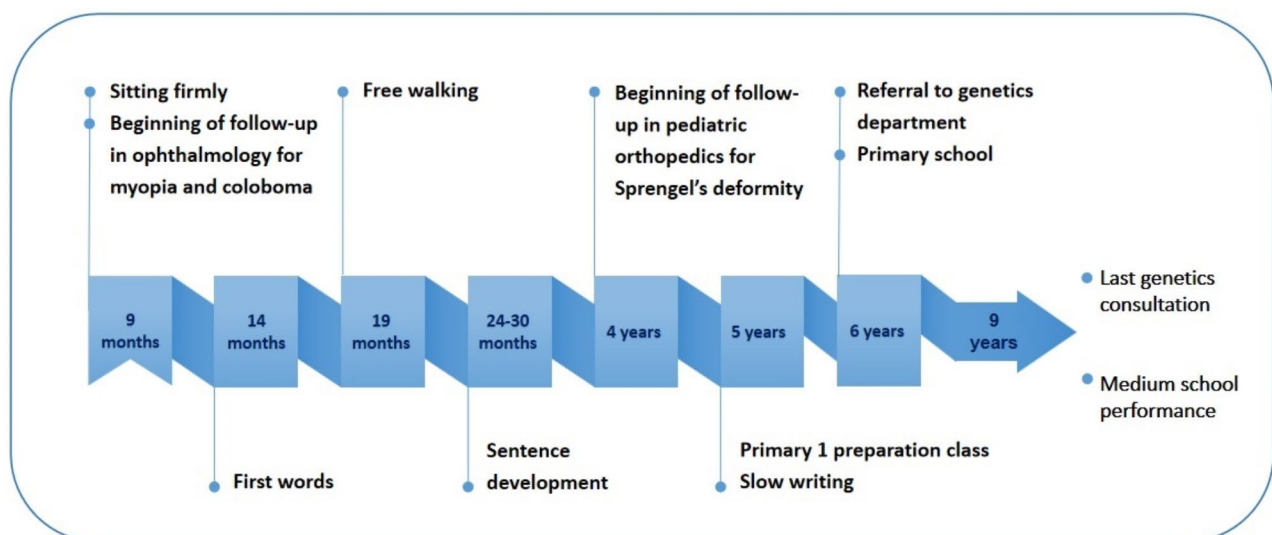 Sitting firmly
Beginning of follow-up
in ophthalmology for
myopia and coloboma
Free walking
Beginning of follow-
up in pediatric
orthopedics for
Sprengel's deformity
Referral to genetics
department
Primary school
9
months
14
months
19
months
24-30
months
4 years
5 years
6 years
9
years
Last genetics
consultation
Medium school
performance
First words
Sentence
development
Primary 1 preparation class
Slow writing